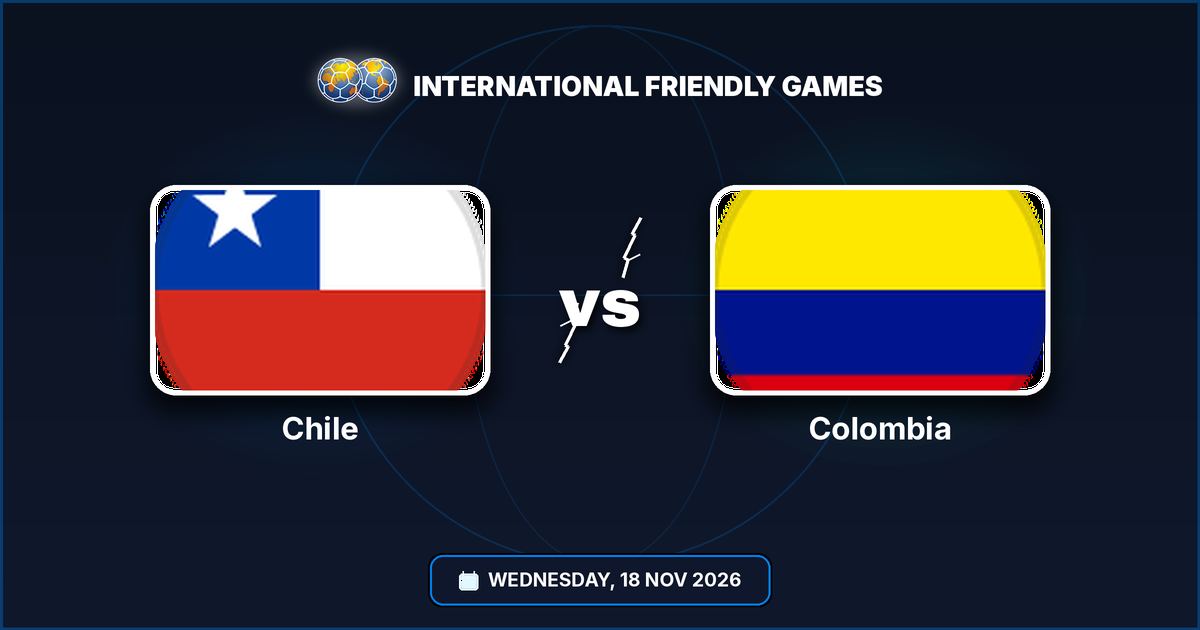 INTERNATIONAL FRIENDLY GAMES
vs
Chile
Colombia
WEDNESDAY, 18 NOV 2026